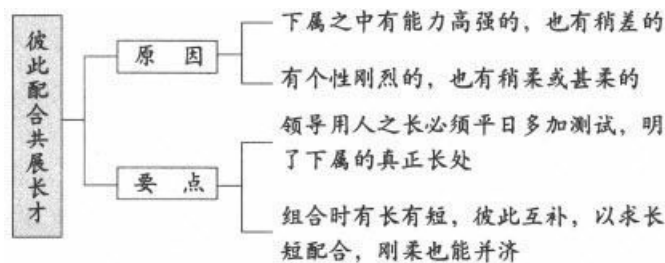 彼此配合共展长才
原 因
下属之中有能力高强的，也有稍差的
有个性刚烈的，也有稍柔或甚柔的
要 点
领导用人之长必须平日多加测试，明
了下属的真正长处
组合时有长有短，彼此互补，以求长
短配合，刚柔也能并济